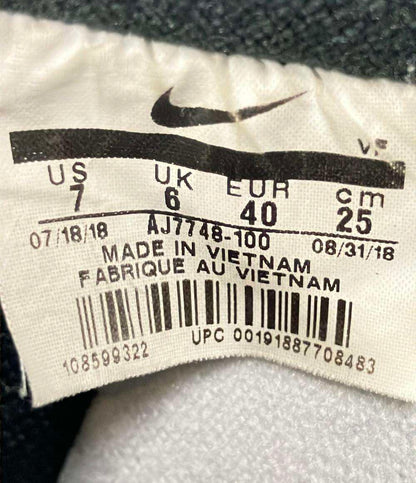 VF
US UK EUR cm
7 6 40 25
07/18/18 AJ7748-100 08/31/18
MADE IN VIETNAM
FABRIQUE AU VIETNAM
108599322 UPC 00191887708483